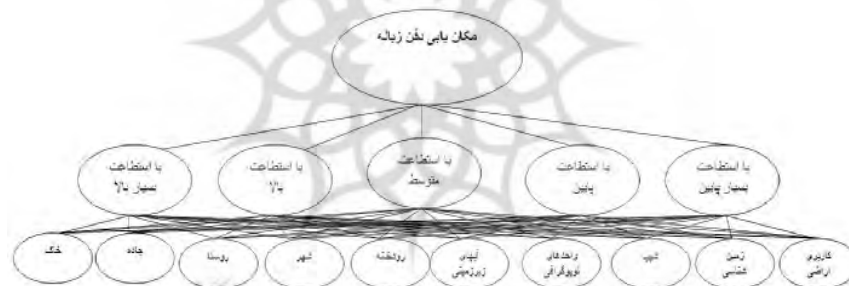 مکان یابی دفن زباله
با استطاعت
بسیار پایین
با استطاعت
پایین
با استطاعت
متوسط
با استطاعت
بالا
با استطاعت
بسیار بالا
کاربری
اراضی
زمین
شناسی
شیب
واحدهای
توپوگرافی
آبهای
زیرزمینی
رودخانه
شهر
روستا
جاده
خاک